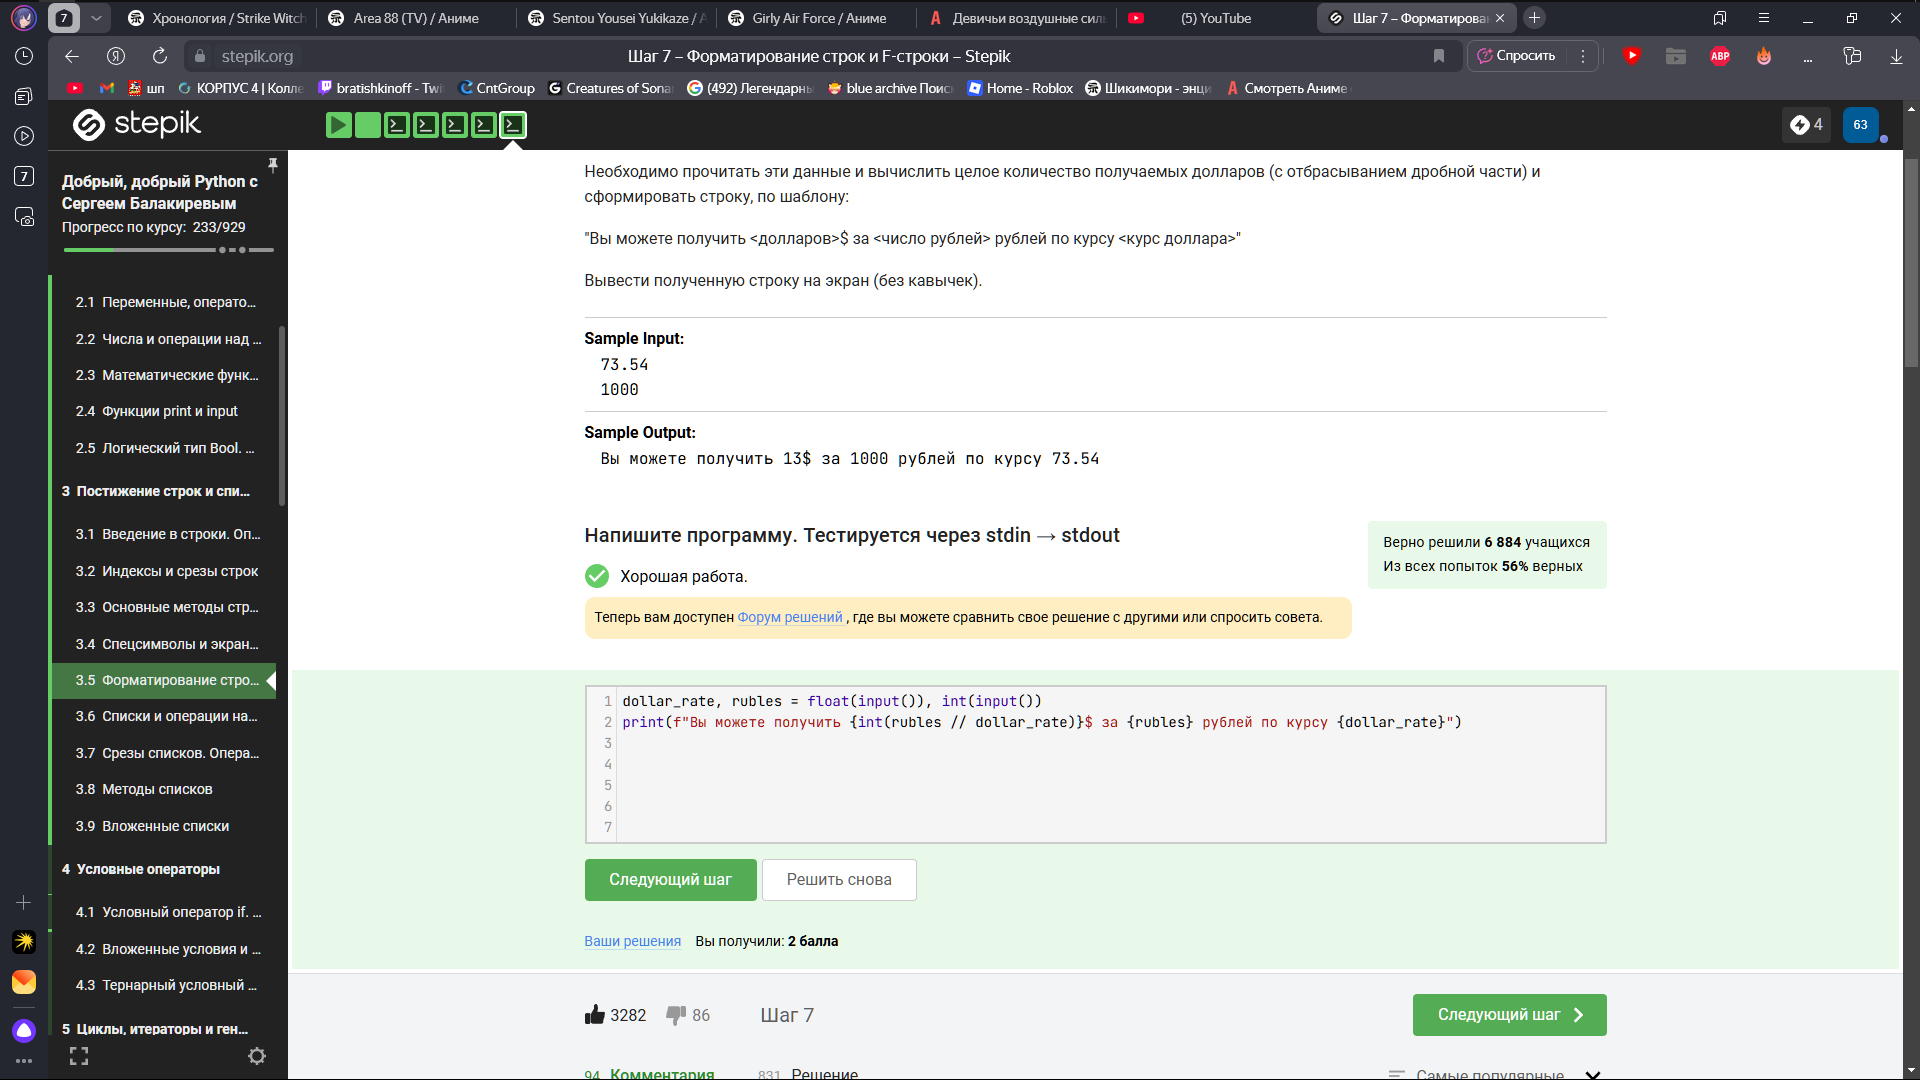 7
Хронология / Strike Witch
Area 88 (TV) / Аниме
Sentou Yousei Yukikaze / А
Girly Air Force / Аниме
Девичьи воздушные силь
(5) YouTube
Шаг 7 – Форматирова
stepik.org
Шаг 7 – Форматирование строк и F-строки – Stepik
Спросить
ABP
шп
КОРПУС 4 | Колле
bratishkinoff - Twi
CntGroup
Creatures of Sona
(492) Легендарны
blue archive Поис
Home - Roblox
Шикимори - энци
Смотреть Аниме
stepik
4
63
7
Добрый, добрый Python с
Сергеем Балакиревым
Прогресс по курсу: 233/929
2.1 Переменные, операто...
2.2 Числа и операции над ...
2.3 Математические функ...
2.4 Функции print и input
2.5 Логический тип Bool. ...
3 Постижение строк и спи...
3.1 Введение в строки. Оп...
3.2 Индексы и срезы строк
3.3 Основные методы стр...
3.4 Спецсимволы и экран...
3.5 Форматирование стро...
3.6 Списки и операции на...
3.7 Срезы списков. Опера...
3.8 Методы списков
3.9 Вложенные списки
4 Условные операторы
4.1 Условный оператор if. ...
4.2 Вложенные условия и ...
4.3 Тернарный условный ...
5 Циклы, итераторы и ген...
Необходимо прочитать эти данные и вычислить целое количество получаемых долларов (с отбрасыванием дробной части) и
сформировать строку, по шаблону:
"Вы можете получить <долларов>$ за <число рублей> рублей по курсу <курс доллара>"
Вывести полученную строку на экран (без кавычек).
Sample Input:
73.54
1000
Sample Output:
Вы можете получить 13$ за 1000 рублей по курсу 73.54
Напишите программу. Тестируется через stdin → stdout
Верно решили 6 884 учащихся
Из всех попыток 56% верных
Хорошая работа.
Теперь вам доступен Форум решений , где вы можете сравнить свое решение с другими или спросить совета.
1 dollar_rate, rubles = float(input()), int(input())
2 print(f"Вы можете получить {int(rubles // dollar_rate)}$ за {rubles} рублей по курсу {dollar_rate}")
3
4
5
6
7
Следующий шаг
Решить снова
Ваши решения Вы получили: 2 балла
3282
86
Шаг 7
Следующий шаг
94 Комментария
831 Решение
Самые популярные